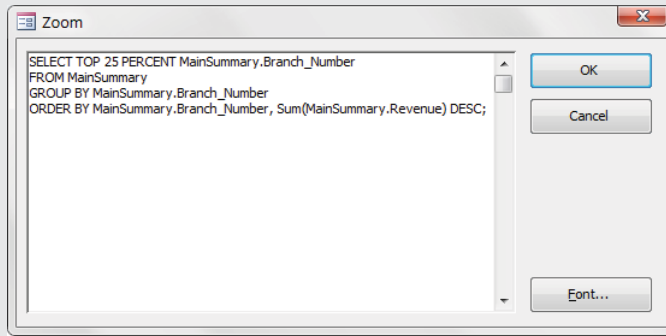 Zoom
SELECT TOP 25 PERCENT MainSummary.Branch_Number
FROM MainSummary
GROUP BY MainSummary.Branch_Number
ORDER BY MainSummary.Branch_Number, Sum(MainSummary.Revenue) DESC;
OK
Cancel
Font...